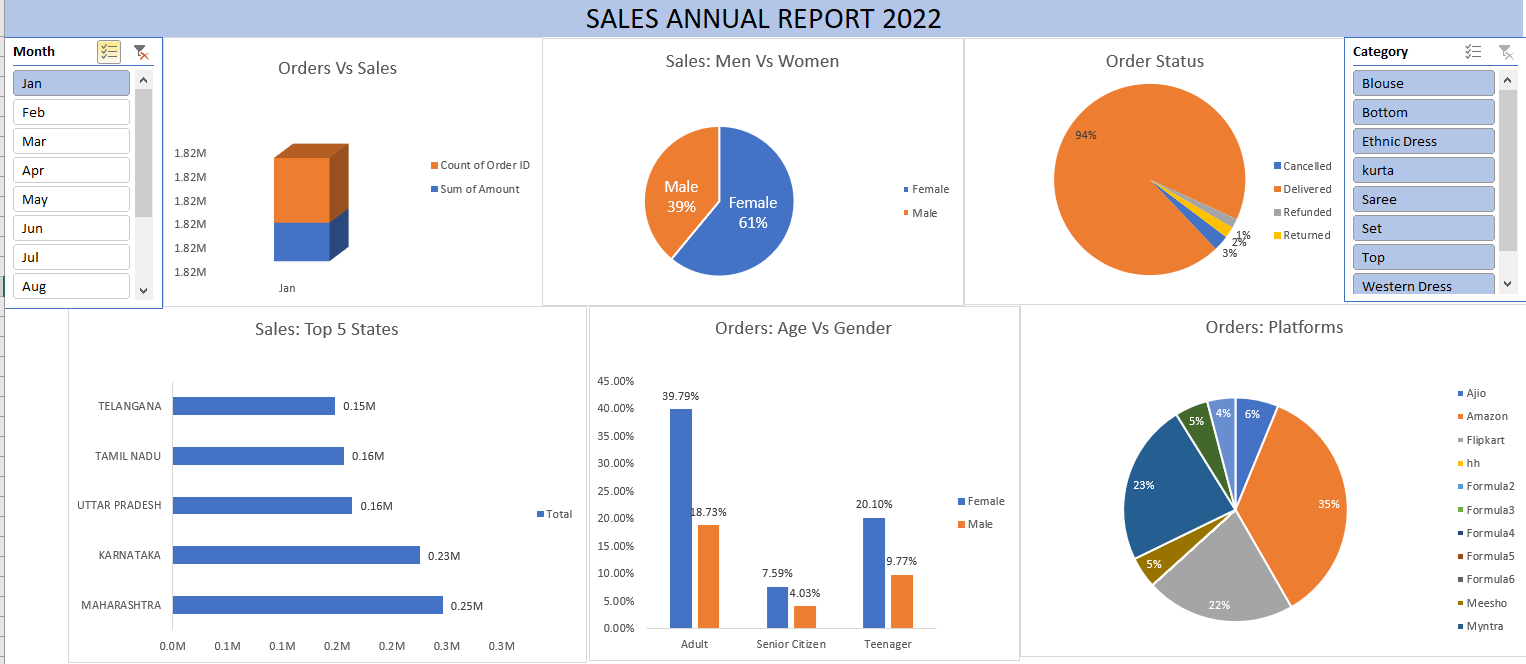 SALES ANNUAL REPORT 2022
Month
Jan
Feb
Mar
Apr
May
Jun
Jul
Aug
Orders Vs Sales
1.82M
1.82M
1.82M
1.82M
1.82M
1.82M
Jan
Count of Order ID
Sum of Amount
Sales: Men Vs Women
Male
39%
Female
61%
Female
Male
Order Status
94%
1%
2%
3%
Cancelled
Delivered
Refunded
Returned
Category
Blouse
Bottom
Ethnic Dress
kurta
Saree
Set
Top
Western Dress
Sales: Top 5 States
TELANGANA 0.15M
TAMIL NADU 0.16M
UTTAR PRADESH 0.16M
KARNATAKA 0.23M
MAHARASHTRA 0.25M
0.0M 0.1M 0.1M 0.2M 0.2M 0.3M 0.3M
Total
Orders: Age Vs Gender
45.00%
40.00%
35.00%
30.00%
25.00%
20.00%
15.00%
10.00%
5.00%
0.00%
39.79%
18.73%
7.59%
4.03%
20.10%
9.77%
Adult Senior Citizen Teenager
Female
Male
Orders: Platforms
4%
6%
5%
35%
23%
5%
22%
Ajio
Amazon
Flipkart
hh
Formula2
Formula3
Formula4
Formula5
Formula6
Meesho
Myntra